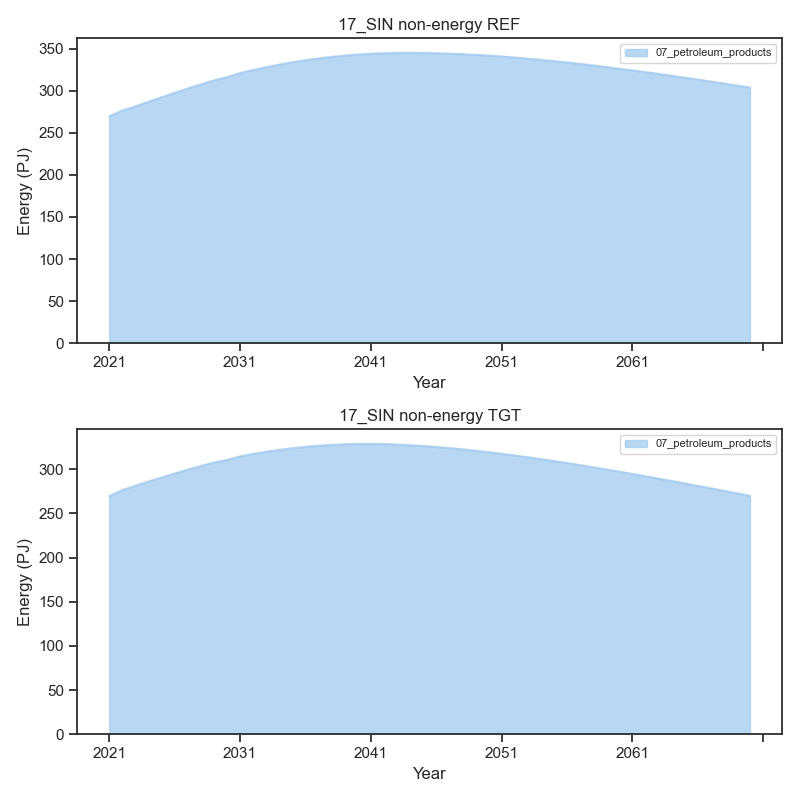 17_SIN non-energy REF
07_petroleum_products
350
300
250
200
150
100
50
0
Energy (PJ)
2021 2031 2041 2051 2061
Year
17_SIN non-energy TGT
07_petroleum_products
300
250
200
150
100
50
0
Energy (PJ)
2021 2031 2041 2051 2061
Year